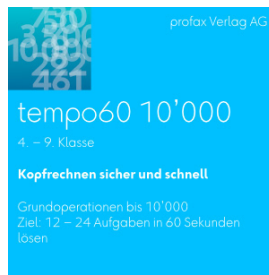 profax Verlag AG
tempo60 10’000
4. – 9. Klasse
Kopfrechnen sicher und schnell
Grundoperationen bis 10’000
Ziel: 12 – 24 Aufgaben in 60 Sekunden
lösen